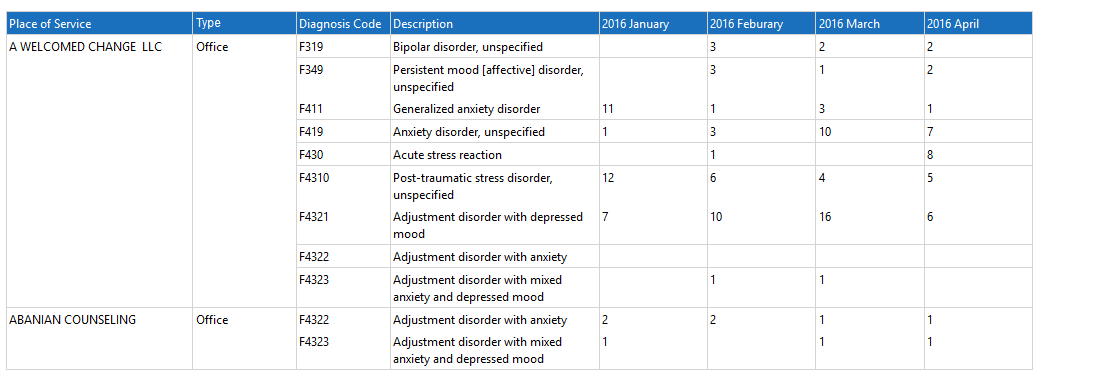 Place of Service Type Diagnosis Code Description 2016 January 2016 Feburary 2016 March 2016 April
A WELCOMED CHANGE LLC Office F319 Bipolar disorder, unspecified 3 2 2
F349 Persistent mood [affective] disorder, 3 1 2
unspecified
F411 Generalized anxiety disorder 11 1 3 1
F419 Anxiety disorder, unspecified 1 3 10 7
F430 Acute stress reaction 1 8
F4310 Post-traumatic stress disorder, 12 6 4 5
unspecified
F4321 Adjustment disorder with depressed 7 10 16 6
mood
F4322 Adjustment disorder with anxiety
F4323 Adjustment disorder with mixed 1 1
anxiety and depressed mood
ABANIAN COUNSELING Office F4322 Adjustment disorder with anxiety 2 2 1 1
F4323 Adjustment disorder with mixed 1 1 1
anxiety and depressed mood